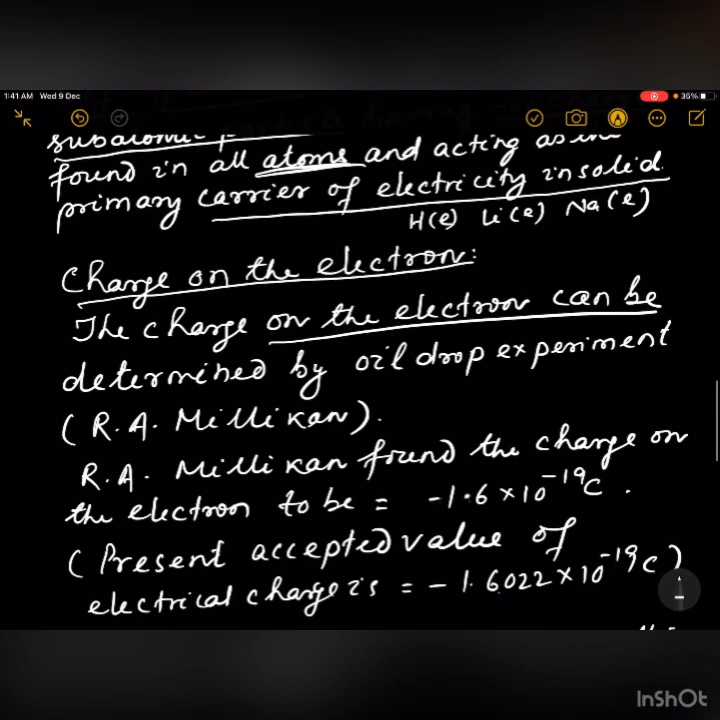 1:41 AM Wed 9 Dec
36%
found in all atoms and acting as the
primary carrier of electricity in solid.
H(e) Li(e) Na(e)
Charge on the electron:
The charge on the electron can be
determined by oil drop experiment
(R.A. Millikan).
R.A. Millikan found the charge on
the electron to be = -1.6 × 10⁻¹⁹C.
(Present accepted value of
electrical charge is = -1.6022 × 10⁻¹⁹C)
InShOt